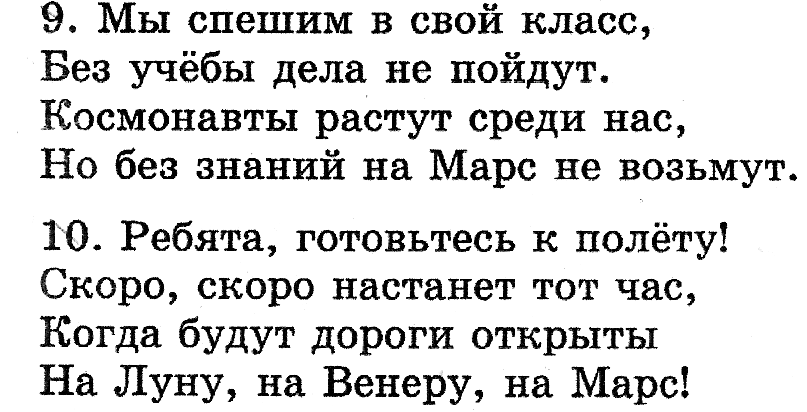 9. Мы спешим в свой класс,
Без учёбы дела не пойдут.
Космонавты растут среди нас,
Но без знаний на Марс не возьмут.
10. Ребята, готовьтесь к полёту!
Скоро, скоро настанет тот час,
Когда будут дороги открыты
На Луну, на Венеру, на Марс!